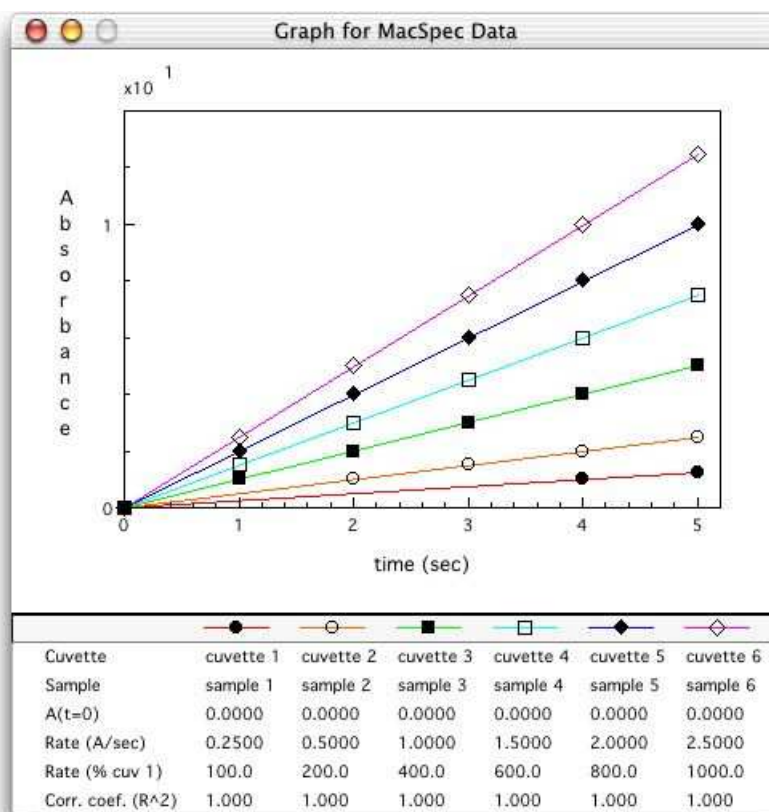 Graph for MacSpec Data
x10 1
Absorbance
1
0
0 1 2 3 4 5
time (sec)
Cuvette cuvette 1 cuvette 2 cuvette 3 cuvette 4 cuvette 5 cuvette 6
Sample sample 1 sample 2 sample 3 sample 4 sample 5 sample 6
A(t=0) 0.0000 0.0000 0.0000 0.0000 0.0000 0.0000
Rate (A/sec) 0.2500 0.5000 1.0000 1.5000 2.0000 2.5000
Rate (% cuv 1) 100.0 200.0 400.0 600.0 800.0 1000.0
Corr. coef. (R^2) 1.000 1.000 1.000 1.000 1.000 1.000